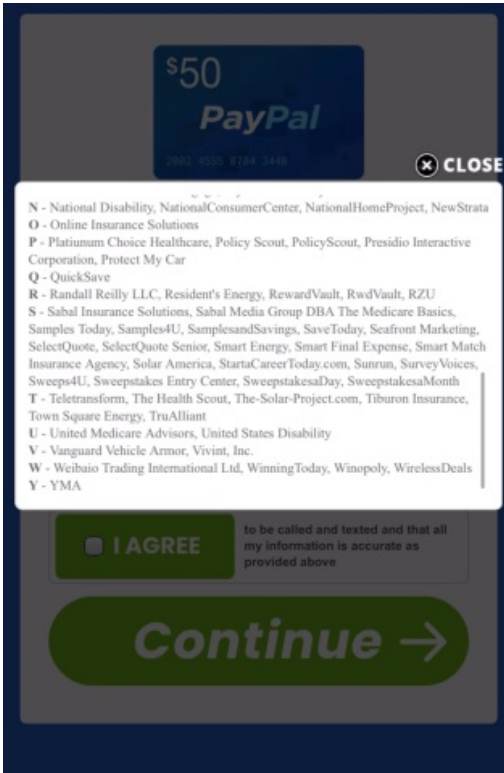 $50
PayPal
CLOSE
N - National Disability, NationalConsumerCenter, NationalHomeProject, NewStrata
O - Online Insurance Solutions
P - Platiunum Choice Healthcare, Policy Scout, PolicyScout, Presidio Interactive
Corporation, Protect My Car
Q - QuickSave
R - Randall Reilly LLC, Resident's Energy, RewardVault, RwdVault, RZU
S - Sabal Insurance Solutions, Sabal Media Group DBA The Medicare Basics,
Samples Today, Samples4U, SamplesandSavings, SaveToday, Seafront Marketing,
SelectQuote, SelectQuote Senior, Smart Energy, Smart Final Expense, Smart Match
Insurance Agency, Solar America, StartaCareerToday.com, Sunrun, SurveyVoices,
Sweeps4U, Sweepstakes Entry Center, SweepstakesaDay, SweepstakesaMonth
T - Teletransform, The Health Scout, The-Solar-Project.com, Tiburon Insurance,
Town Square Energy, TruAlliant
U - United Medicare Advisors, United States Disability
V - Vanguard Vehicle Armor, Vivint, Inc.
W - Weibaio Trading International Ltd, WinningToday, Winopoly, WirelessDeals
Y - YMA
I AGREE
to be called and texted and that all
my information is accurate as
provided above
Continue